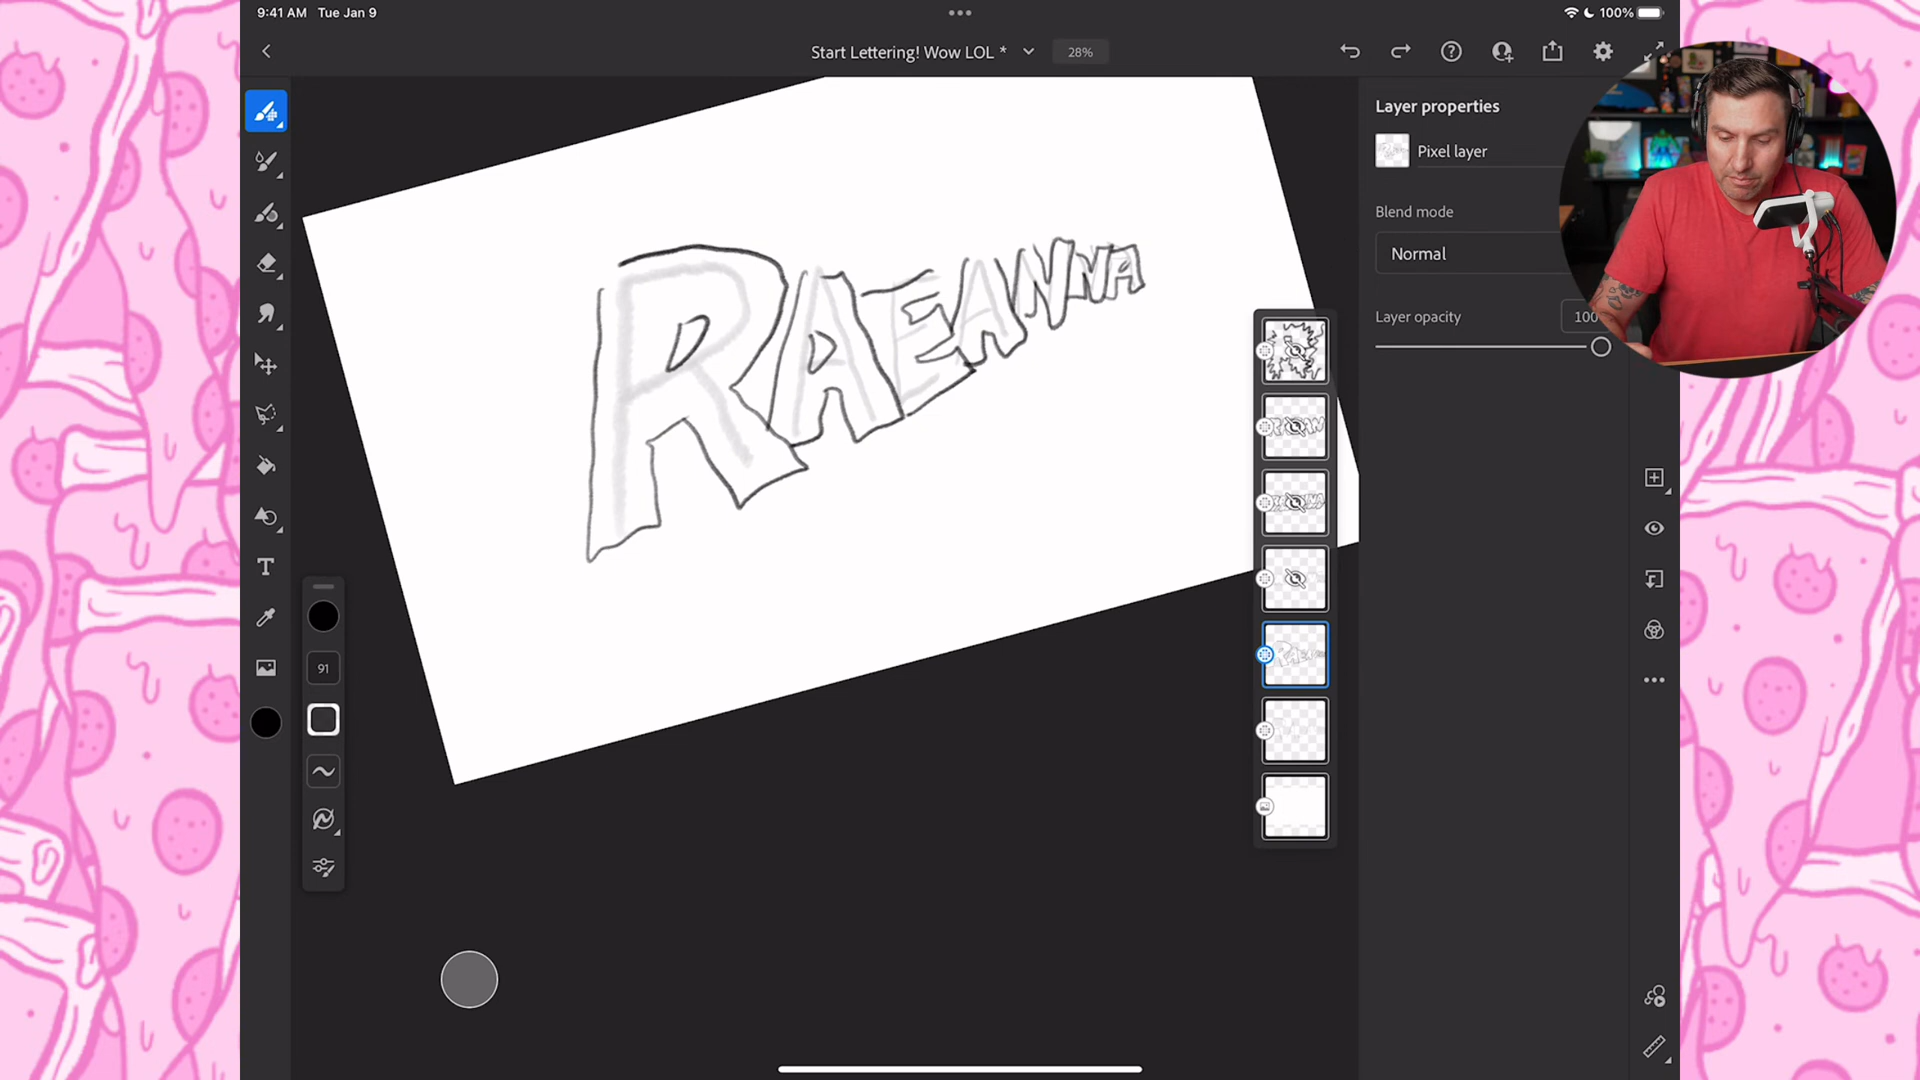 9:41 AM Tue Jan 9
100%
Start Lettering! Wow LOL *
28%
Layer properties
Pixel layer
Blend mode
Normal
Layer opacity
100
RAEANNA
91
T